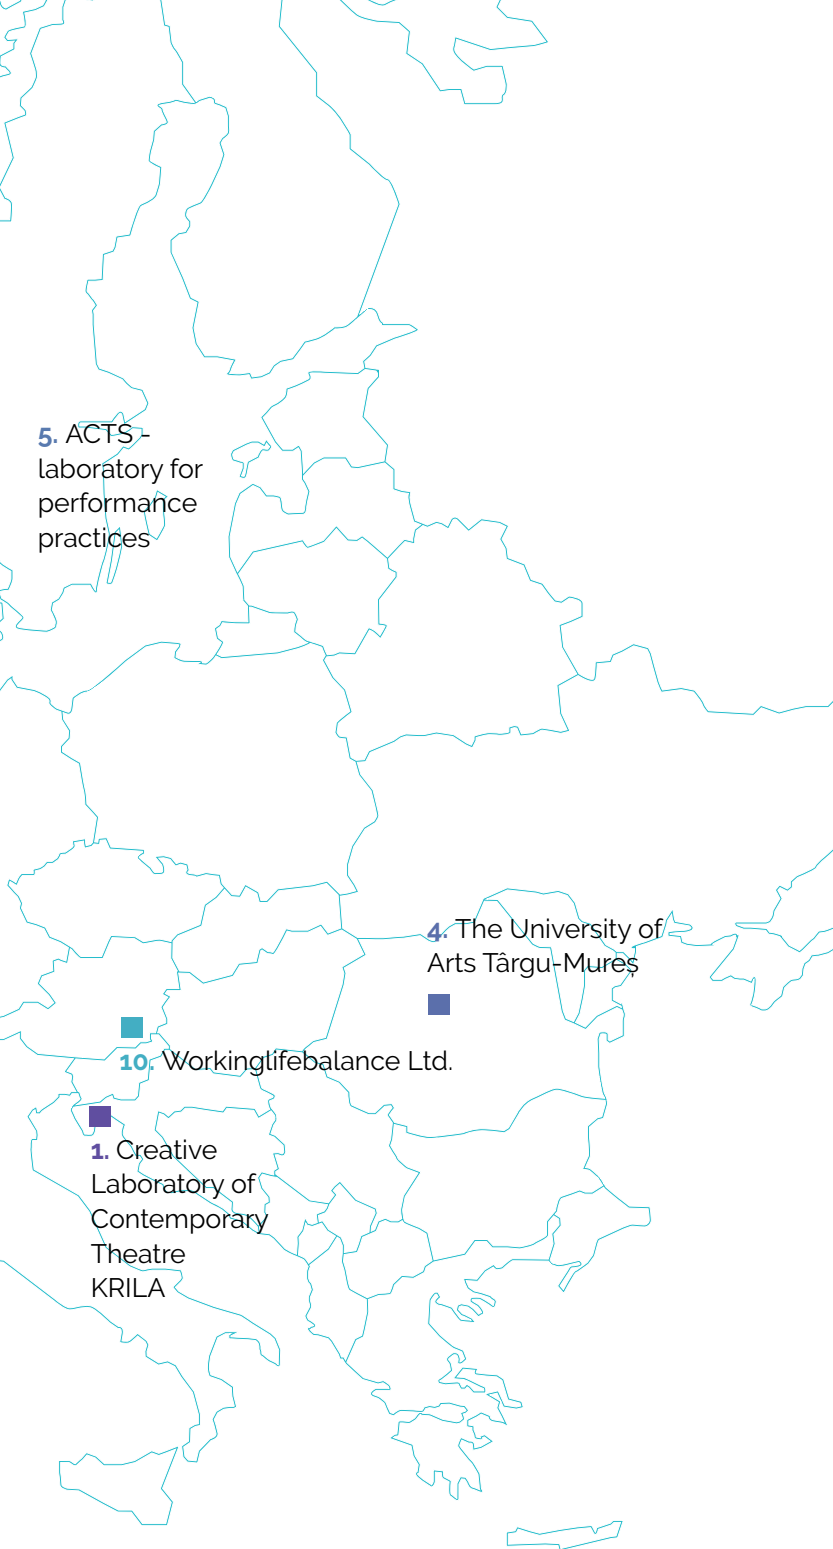 5. ACTS -
laboratory for
performance
practices
4. The University of
Arts Târgu-Mureș
10. Workinglifebalance Ltd.
1. Creative
Laboratory of
Contemporary
Theatre
KRILA